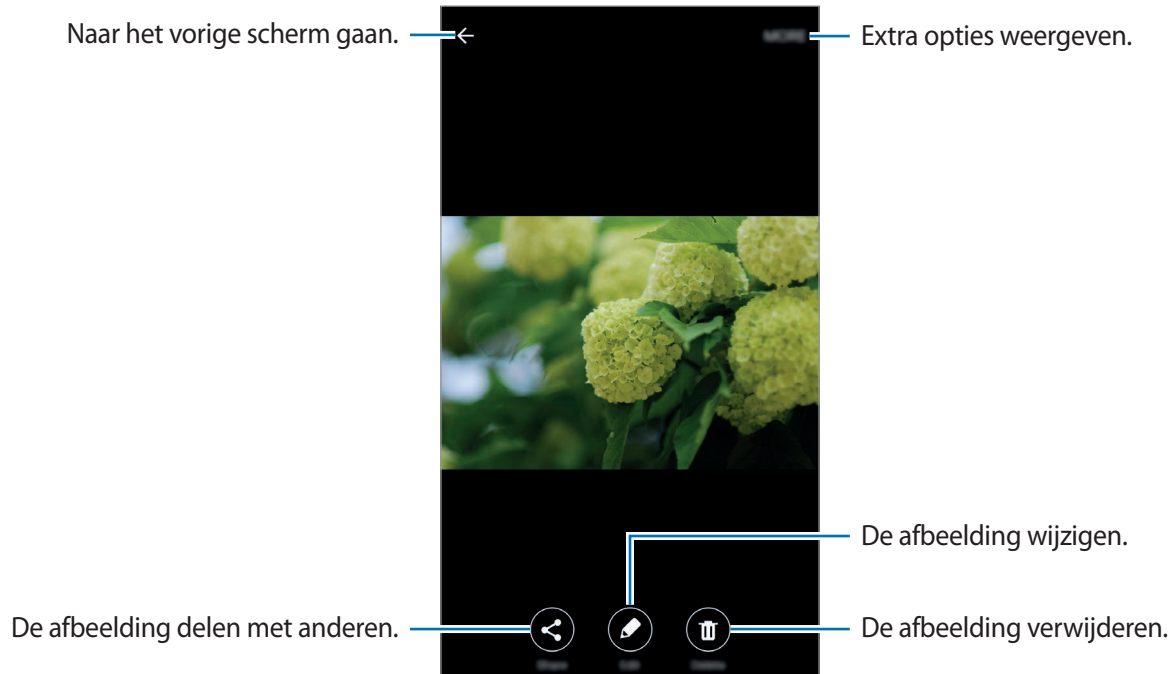 Naar het vorige scherm gaan.
Extra opties weergeven.
De afbeelding wijzigen.
De afbeelding delen met anderen.
De afbeelding verwijderen.